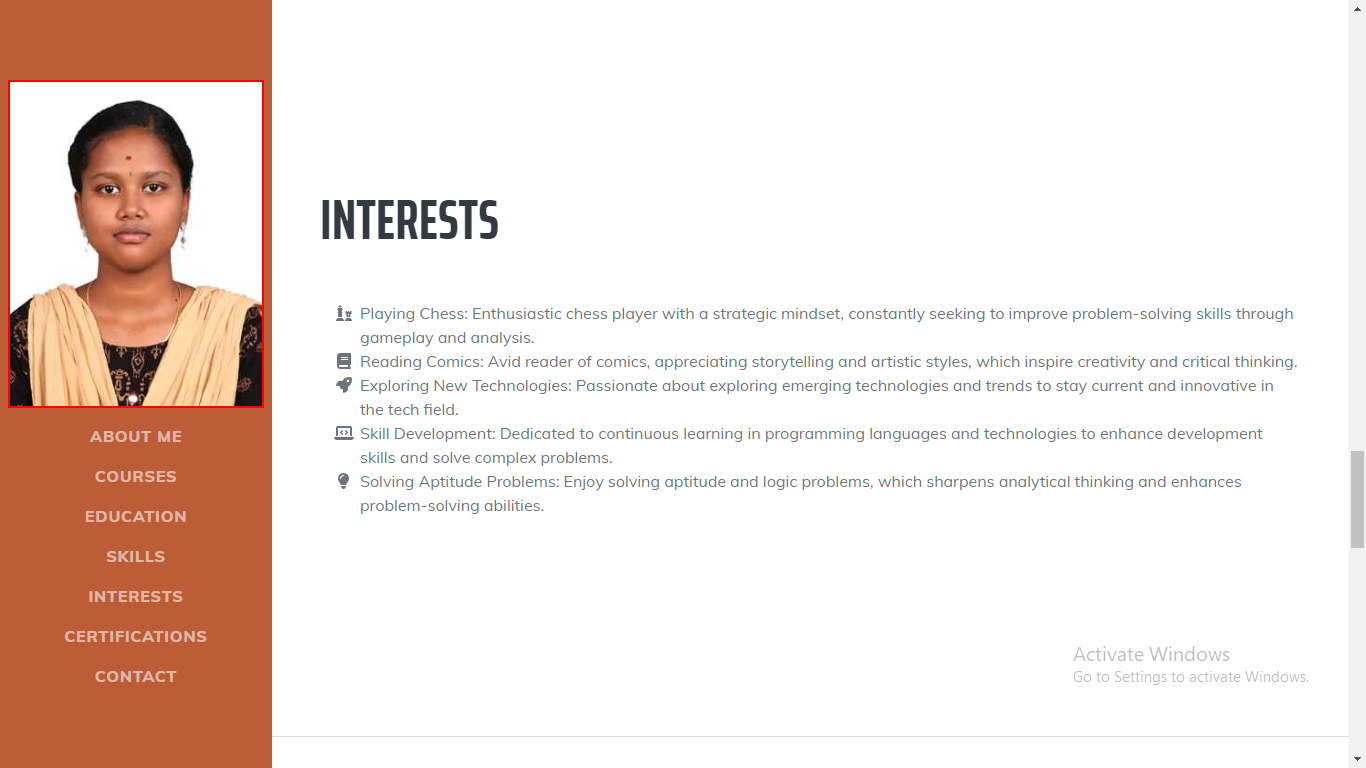 ABOUT ME
COURSES
EDUCATION
SKILLS
INTERESTS
CERTIFICATIONS
CONTACT
INTERESTS
Playing Chess: Enthusiastic chess player with a strategic mindset, constantly seeking to improve problem-solving skills through
gameplay and analysis.
Reading Comics: Avid reader of comics, appreciating storytelling and artistic styles, which inspire creativity and critical thinking.
Exploring New Technologies: Passionate about exploring emerging technologies and trends to stay current and innovative in
the tech field.
Skill Development: Dedicated to continuous learning in programming languages and technologies to enhance development
skills and solve complex problems.
Solving Aptitude Problems: Enjoy solving aptitude and logic problems, which sharpens analytical thinking and enhances
problem-solving abilities.
Activate Windows
Go to Settings to activate Windows.